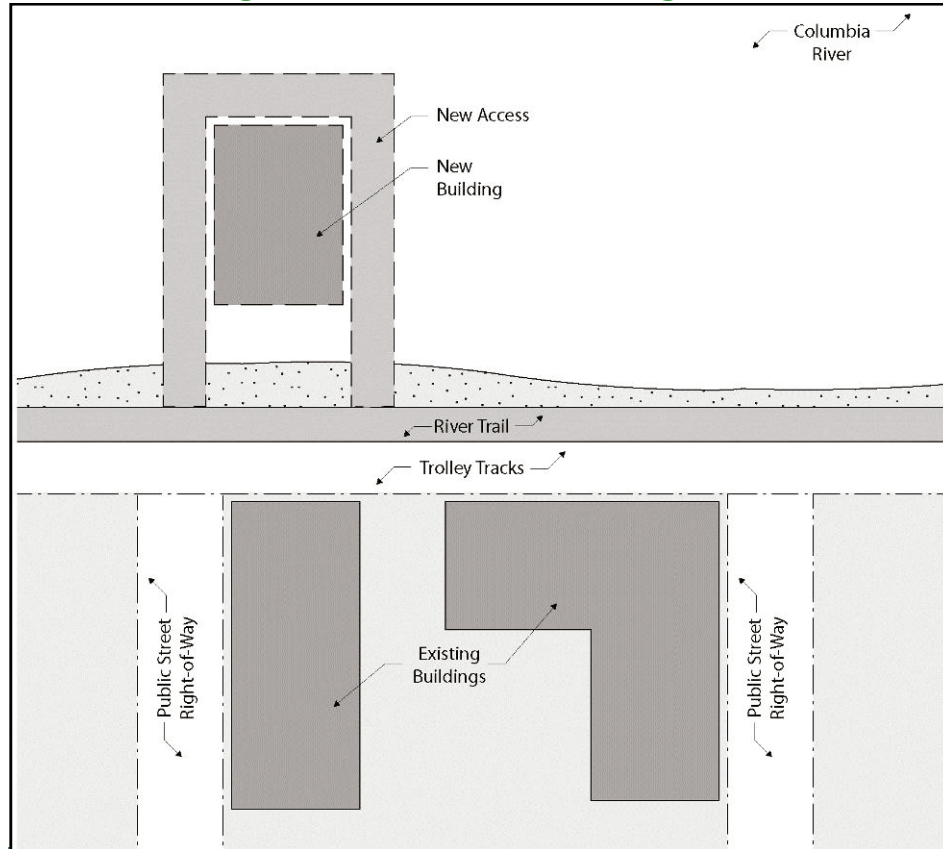 Columbia
River
New Access
New
Building
River Trail
Trolley Tracks
Public Street
Right-of-Way
Existing
Buildings
Public Street
Right-of-Way